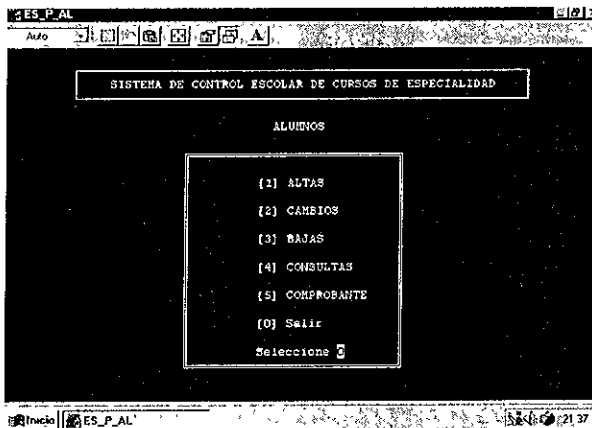 ES_P_AL
Auto
SISTEMA DE CONTROL ESCOLAR DE CURSOS DE ESPECIALIDAD
ALUMNOS
[1] ALTAS
[2] CAMBIOS
[3] BAJAS
[4] CONSULTAS
[5] COMPROBANTE
[0] Salir
Seleccione 0
Inicio ES_P_AL 21 37